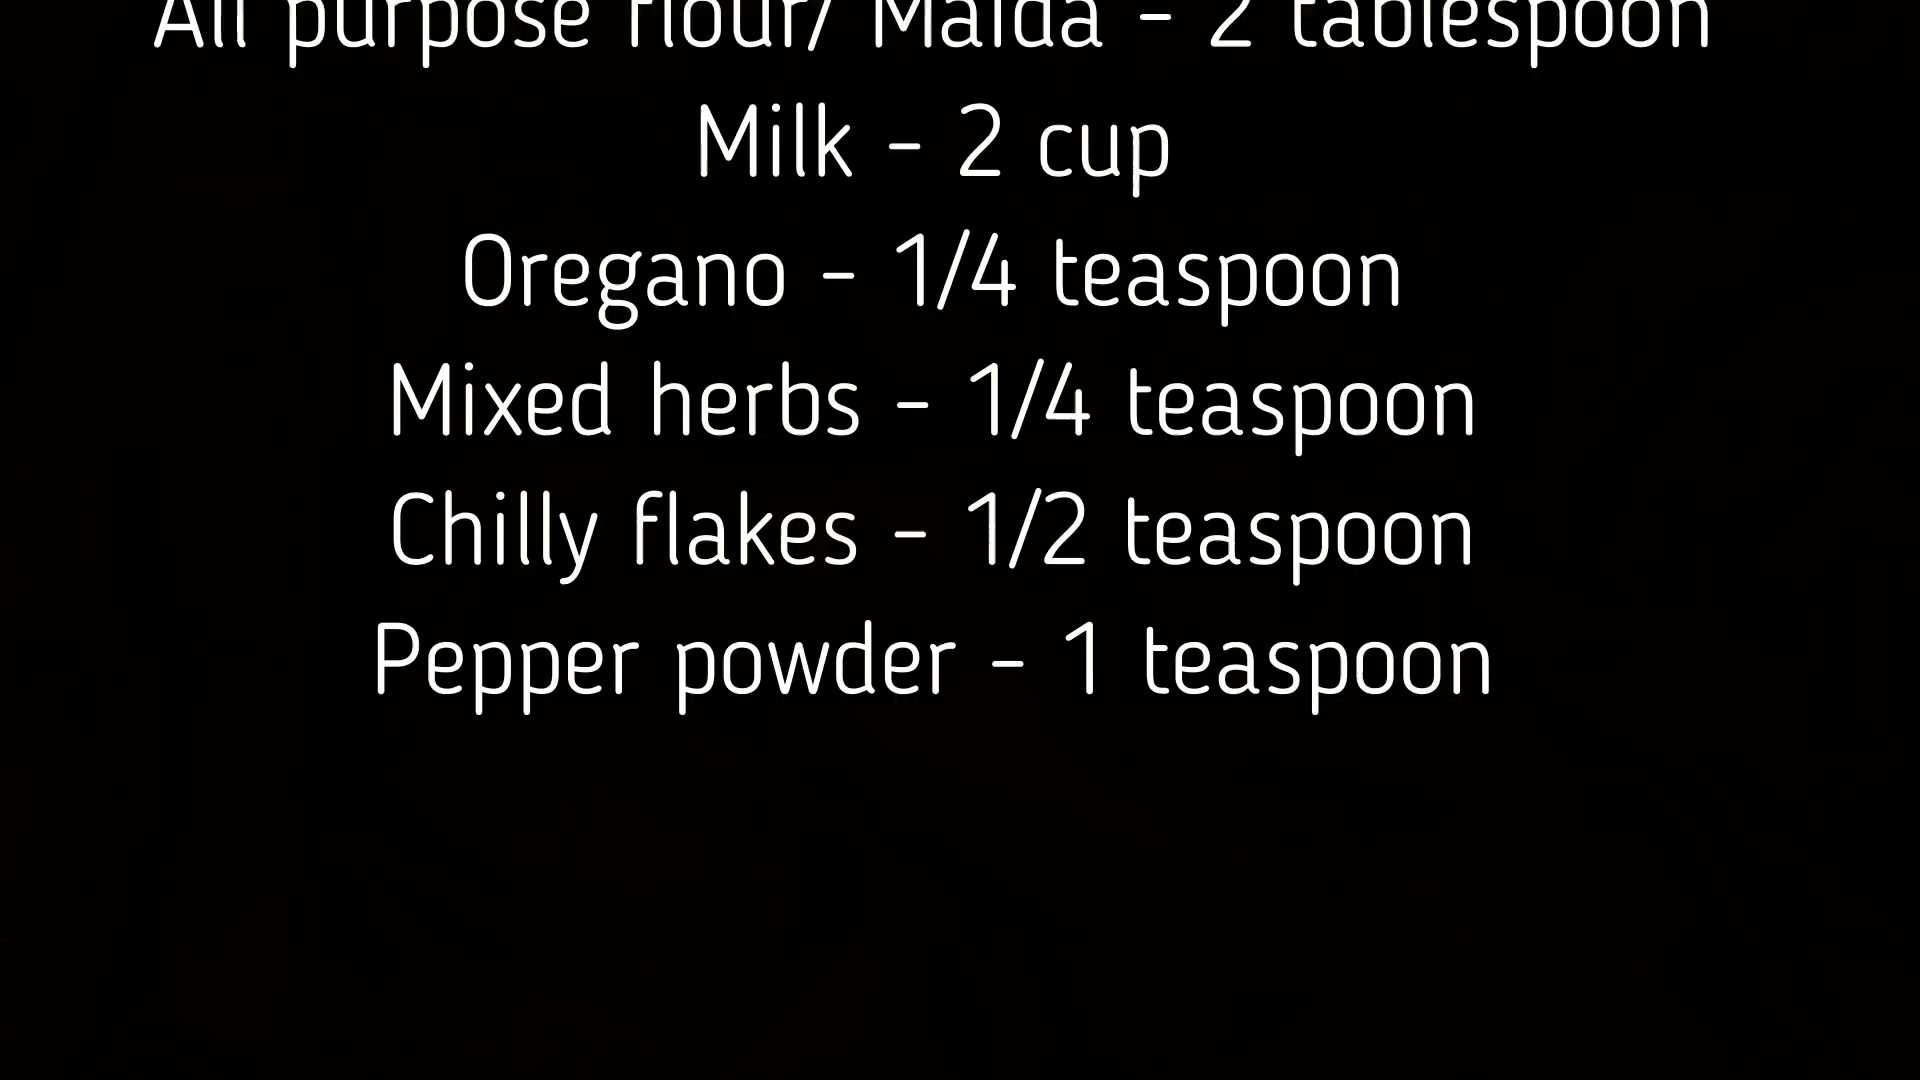 All purpose flour/ Maida - 2 tablespoon
Milk - 2 cup
Oregano - 1/4 teaspoon
Mixed herbs - 1/4 teaspoon
Chilly flakes - 1/2 teaspoon
Pepper powder - 1 teaspoon